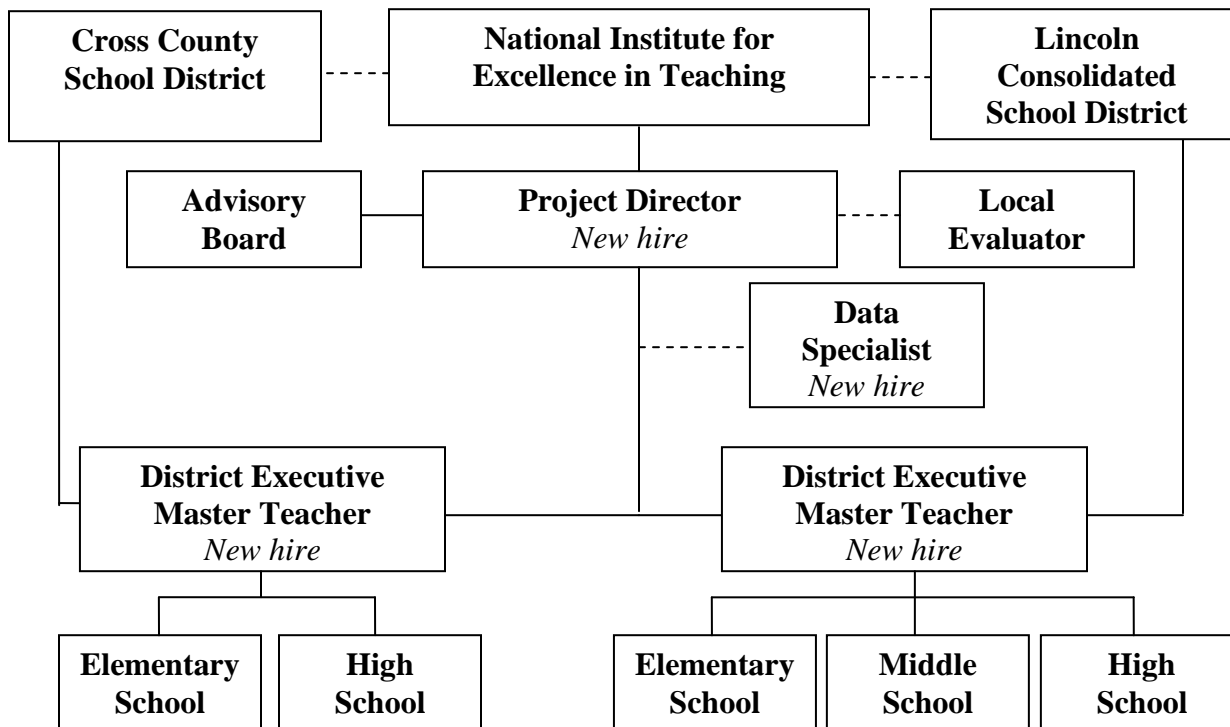 Cross County
School District
National Institute for
Excellence in Teaching
Lincoln
Consolidated
School District
Advisory
Board
Project Director
New hire
Local
Evaluator
Data
Specialist
New hire
District Executive
Master Teacher
New hire
District Executive
Master Teacher
New hire
Elementary
School
High
School
Elementary
School
Middle
School
High
School